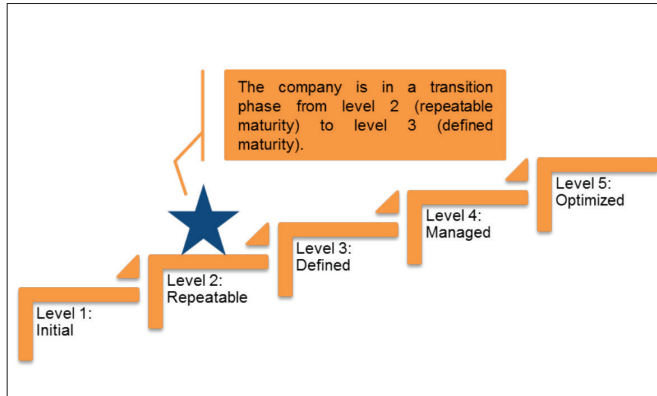 The company is in a transition
phase from level 2 (repeatable
maturity) to level 3 (defined
maturity).
Level 5:
Optimized
Level 4:
Managed
Level 3:
Defined
Level 2:
Repeatable
Level 1:
Initial